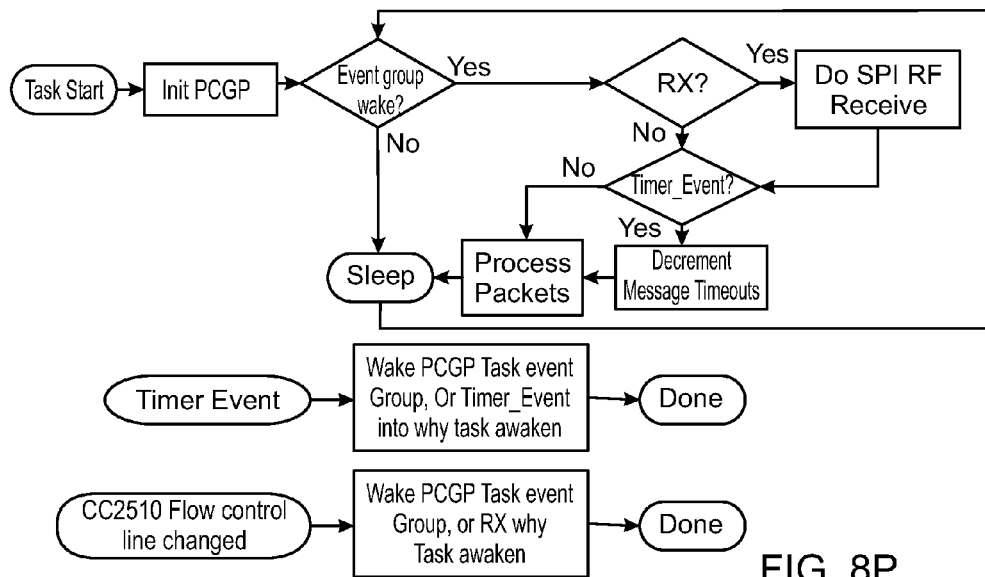 Task Start
Init PCGP
Event group
wake?
Yes
No
RX?
Yes
No
Do SPI RF
Receive
Timer_Event?
No
Yes
Decrement
Message Timeouts
Process
Packets
Sleep
Timer Event
Wake PCGP Task event
Group, Or Timer_Event
into why task awaken
Done
CC2510 Flow control
line changed
Wake PCGP Task event
Group, or RX why
Task awaken
Done
FIG. 8P